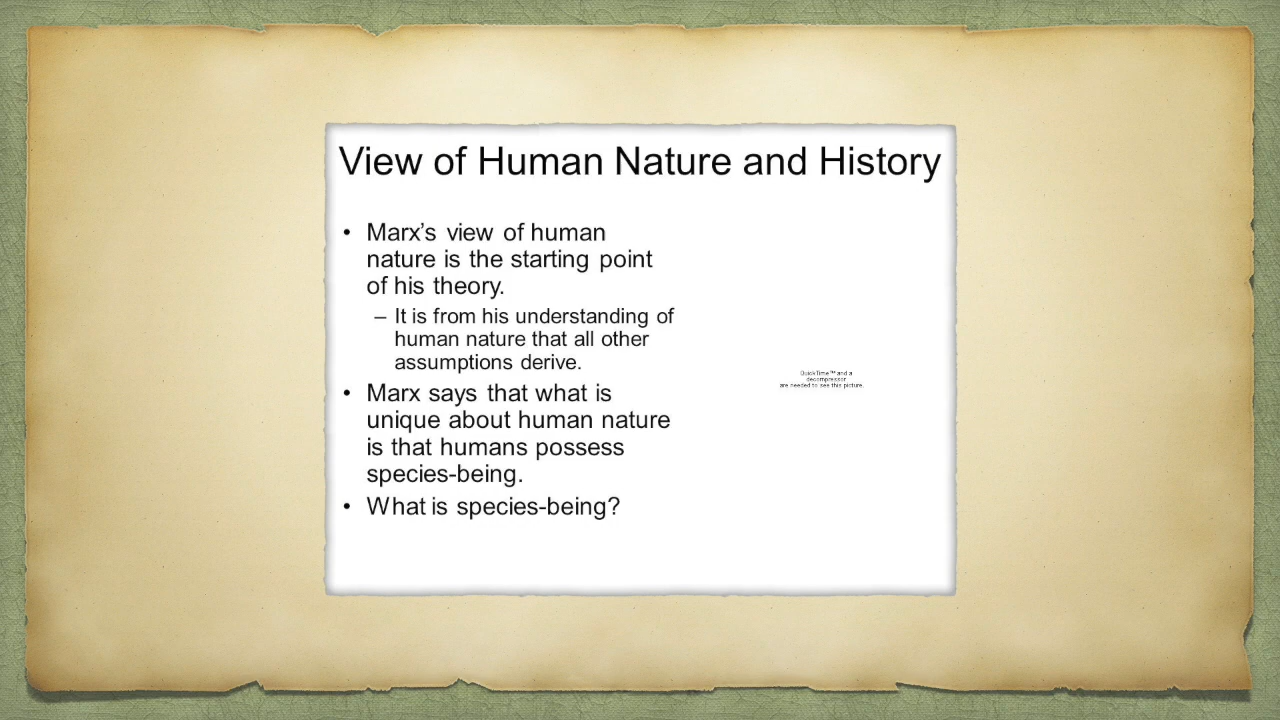 View of Human Nature and History
• Marx’s view of human
nature is the starting point
of his theory.
– It is from his understanding of
human nature that all other
assumptions derive.
• Marx says that what is
unique about human nature
is that humans possess
species-being.
• What is species-being?
QuickTime™ and a
decompressor
are needed to see this picture.